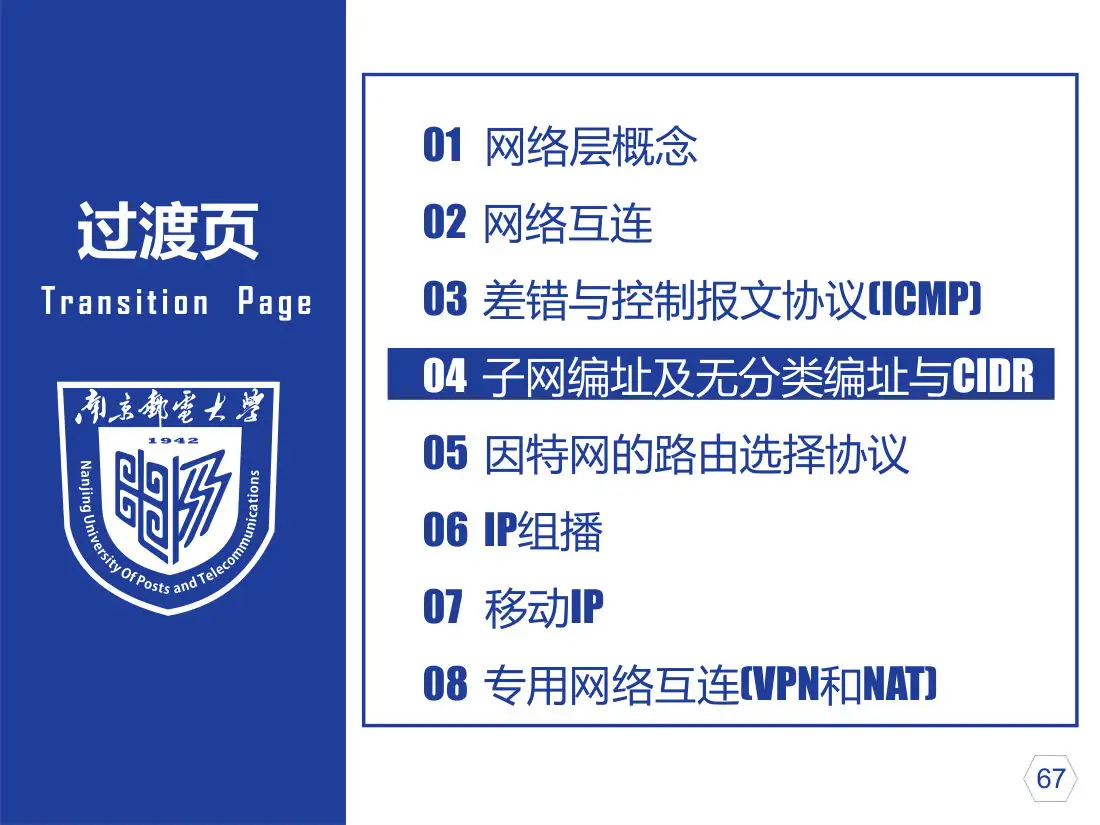 过渡页
Transition Page
南京邮电大学
1942
Nanjing University Of Posts and Telecommunications
01 网络层概念
02 网络互连
03 差错与控制报文协议(ICMP)
04 子网编址及无分类编址与CIDR
05 因特网的路由选择协议
06 IP组播
07 移动IP
08 专用网络互连(VPN和NAT)
67